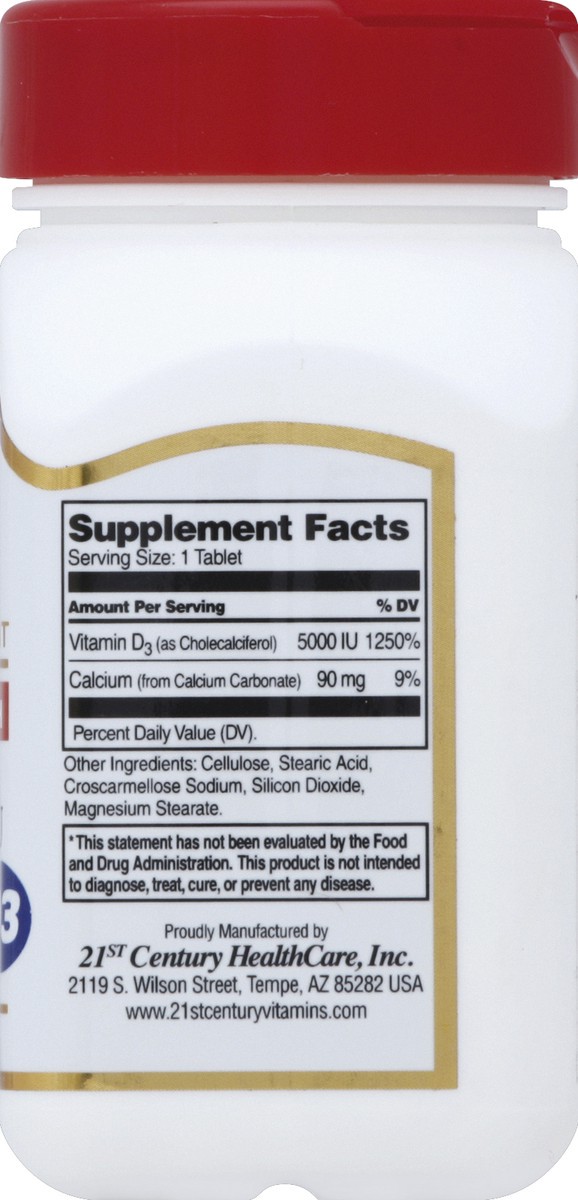 Supplement Facts
Serving Size: 1 Tablet
Amount Per Serving % DV
Vitamin D3 (as Cholecalciferol) 5000 IU 1250%
Calcium (from Calcium Carbonate) 90 mg 9%
Percent Daily Value (DV).
Other Ingredients: Cellulose, Stearic Acid,
Croscarmellose Sodium, Silicon Dioxide,
Magnesium Stearate.
*This statement has not been evaluated by the Food
and Drug Administration. This product is not intended
to diagnose, treat, cure, or prevent any disease.
Proudly Manufactured by
21ST Century HealthCare, Inc.
2119 S. Wilson Street, Tempe, AZ 85282 USA
www.21stcenturyvitamins.com
3